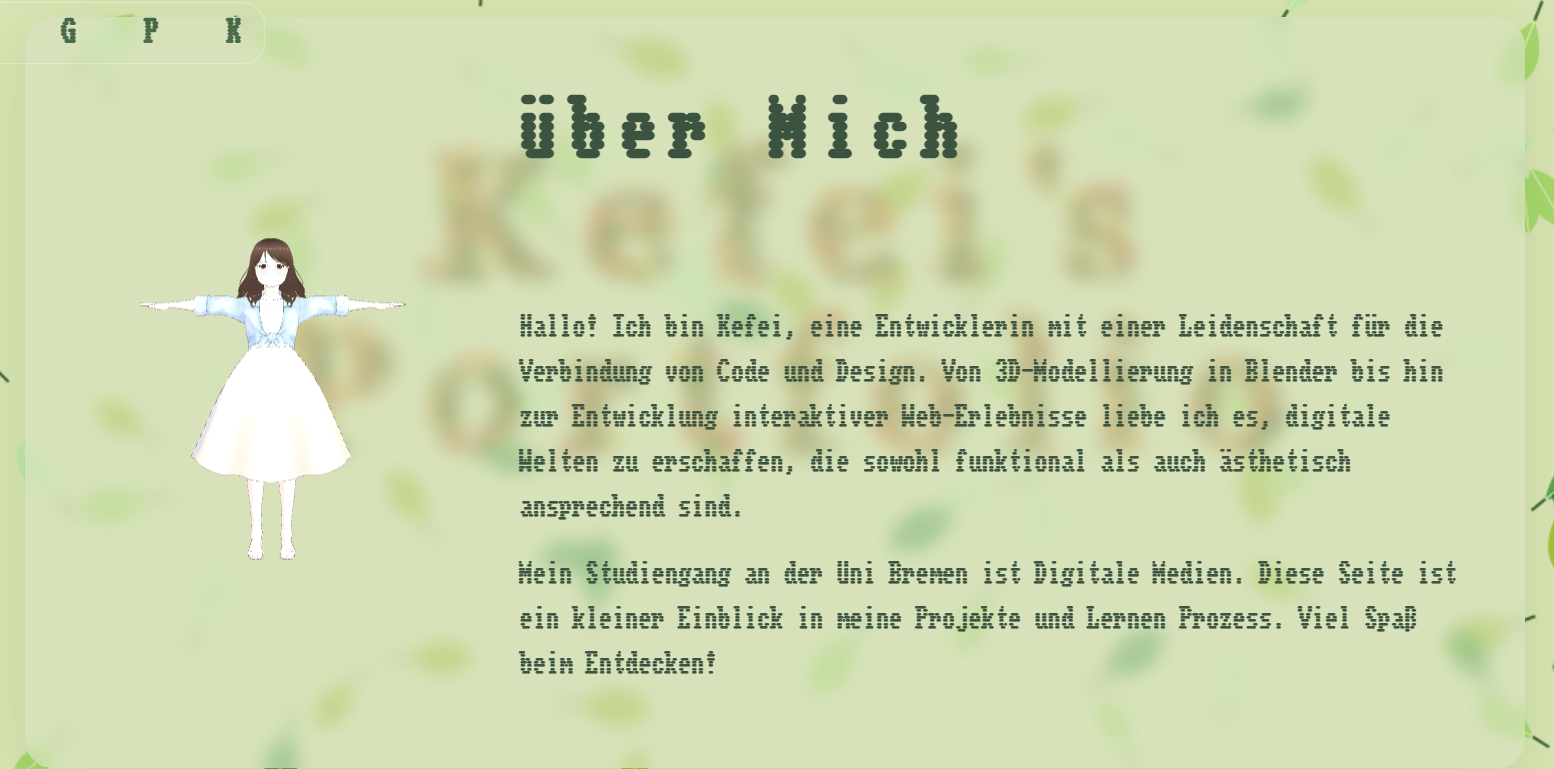 G P K
über Mich
Kefei's
Portfolio
Hallo! Ich bin Kefei, eine Entwicklerin mit einer Leidenschaft für die
Verbindung von Code und Design. Von 3D-Modellierung in Blender bis hin
zur Entwicklung interaktiver Web-Erlebnisse liebe ich es, digitale
Welten zu erschaffen, die sowohl funktional als auch ästhetisch
ansprechend sind.
Mein Studiengang an der Uni Bremen ist Digitale Medien. Diese Seite ist
ein kleiner Einblick in meine Projekte und Lernen Prozess. Viel Spaß
beim Entdecken!